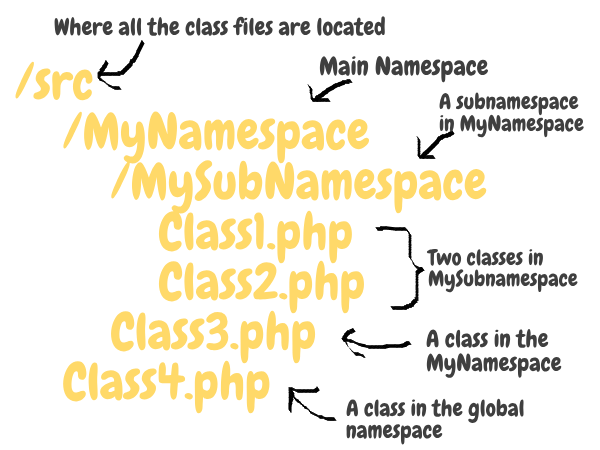 Where all the class files are located
/src
Main Namespace
/MyNamespace
A subnamespace
in MyNamespace
/MySubNamespace
Class1.php
Class2.php
Two classes in
MySubnamespace
Class3.php
A class in the
MyNamespace
Class4.php
A class in the global
namespace